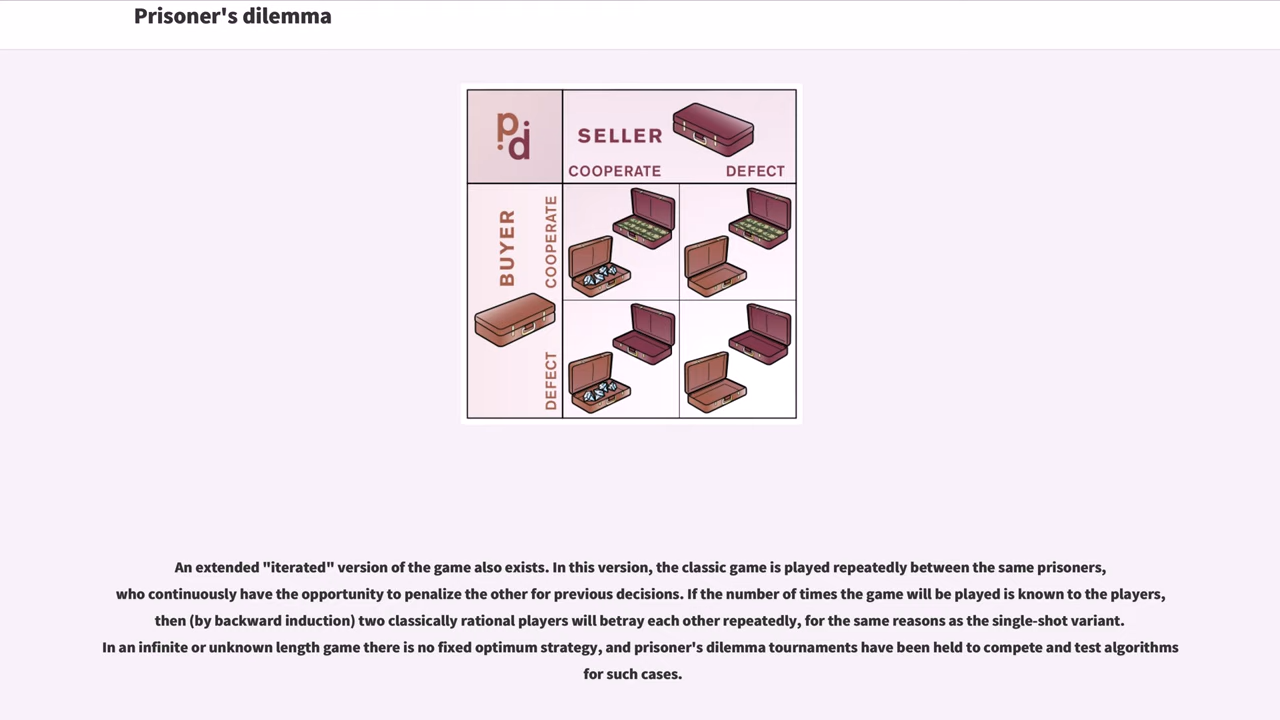 Prisoner's dilemma
pd
SELLER
COOPERATE DEFECT
BUYER
COOPERATE
DEFECT
An extended "iterated" version of the game also exists. In this version, the classic game is played repeatedly between the same prisoners,
who continuously have the opportunity to penalize the other for previous decisions. If the number of times the game will be played is known to the players,
then (by backward induction) two classically rational players will betray each other repeatedly, for the same reasons as the single-shot variant.
In an infinite or unknown length game there is no fixed optimum strategy, and prisoner's dilemma tournaments have been held to compete and test algorithms
for such cases.